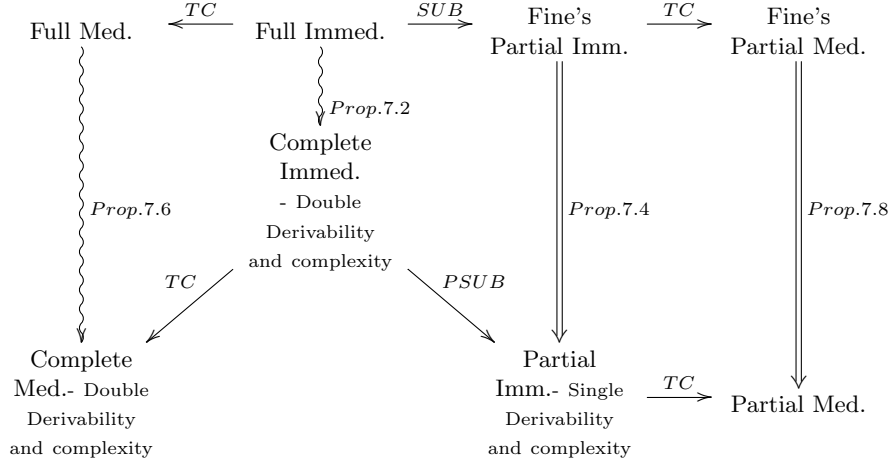 Full Med.
TC
Full Immed.
SUB
Fine's
Partial Imm.
TC
Fine's
Partial Med.
Prop.7.2
Complete
Immed.
- Double
Derivability
and complexity
Prop.7.6
Prop.7.4
Prop.7.8
TC
PSUB
Complete
Med.- Double
Derivability
and complexity
Partial
Imm.- Single
Derivability
and complexity
TC
Partial Med.